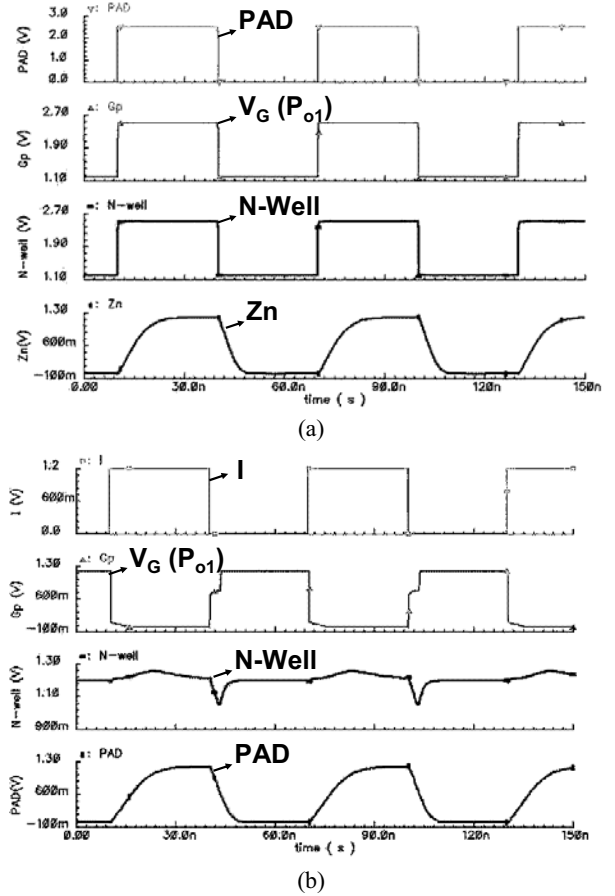 ▿: PAD
PAD
PAD (V)
3.0
2.0
1.0
0.0
▵: Gp
V_G (P_o1)
Gp (V)
2.70
1.90
1.10
N-well
N-Well
N-well (V)
2.70
1.90
1.10
Zn
Zn
Zn(V)
1.30
600m
-100m
0.00 30.0n 60.0n 90.0n 120n 150n
time ( s )
(a)
: I
I
I (V)
1.2
600m
0.0
▵: Gp
V_G (P_o1)
Gp (V)
1.30
600m
-100m
N-well
N-Well
N-well (V)
1.30
1.10
900m
PAD
PAD
PAD(V)
1.30
600m
-100m
0.00 30.0n 60.0n 90.0n 120n 150n
time ( s )
(b)